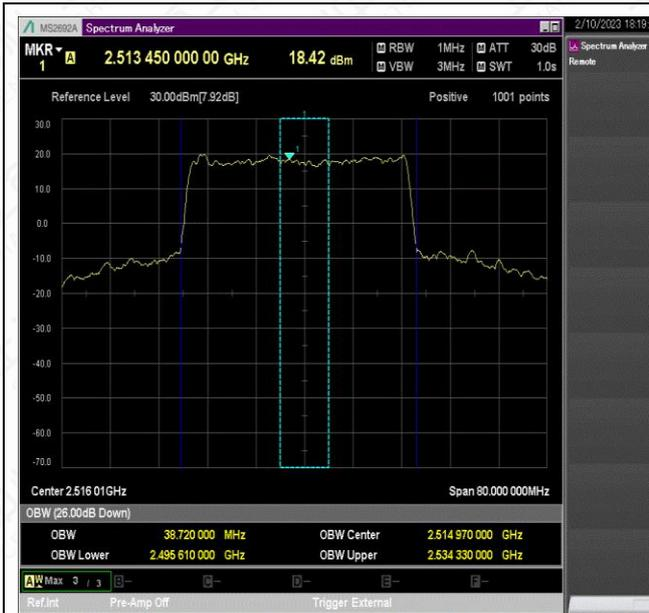 MS2692A Spectrum Analyzer
2/10/2023 18:19
MKR 1 A 2.513 450 000 00 GHz 18.42 dBm
M RBW 1MHz M ATT 30dB
M VBW 3MHz M SWT 1.0s
Spectrum Analyzer
Remote
Reference Level 30.00dBm[7.92dB] Positive 1001 points
30.0
1
20.0
10.0
0.0
-10.0
-20.0
-30.0
-40.0
-50.0
-60.0
-70.0
Center 2.516 01GHz Span 80.000 000MHz
OBW (26.00dB Down)
OBW 38.720 000 MHz OBW Center 2.514 970 000 GHz
OBW Lower 2.495 610 000 GHz OBW Upper 2.534 330 000 GHz
A W Max 3 / 3 B- C- D- E- F-
Ref.Int Pre-Amp Off Trigger External